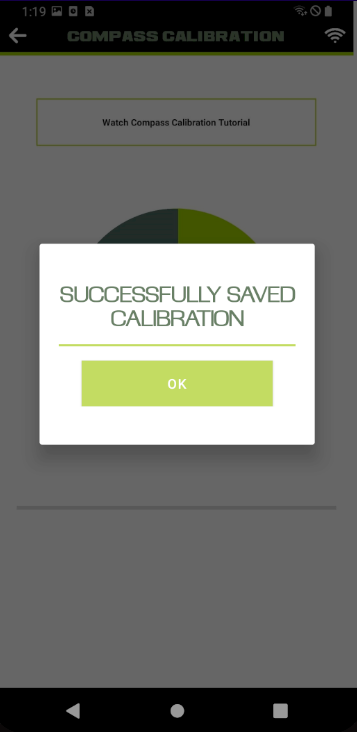 1:19
COMPASS CALIBRATION
Watch Compass Calibration Tutorial
SUCCESSFULLY SAVED
CALIBRATION
OK